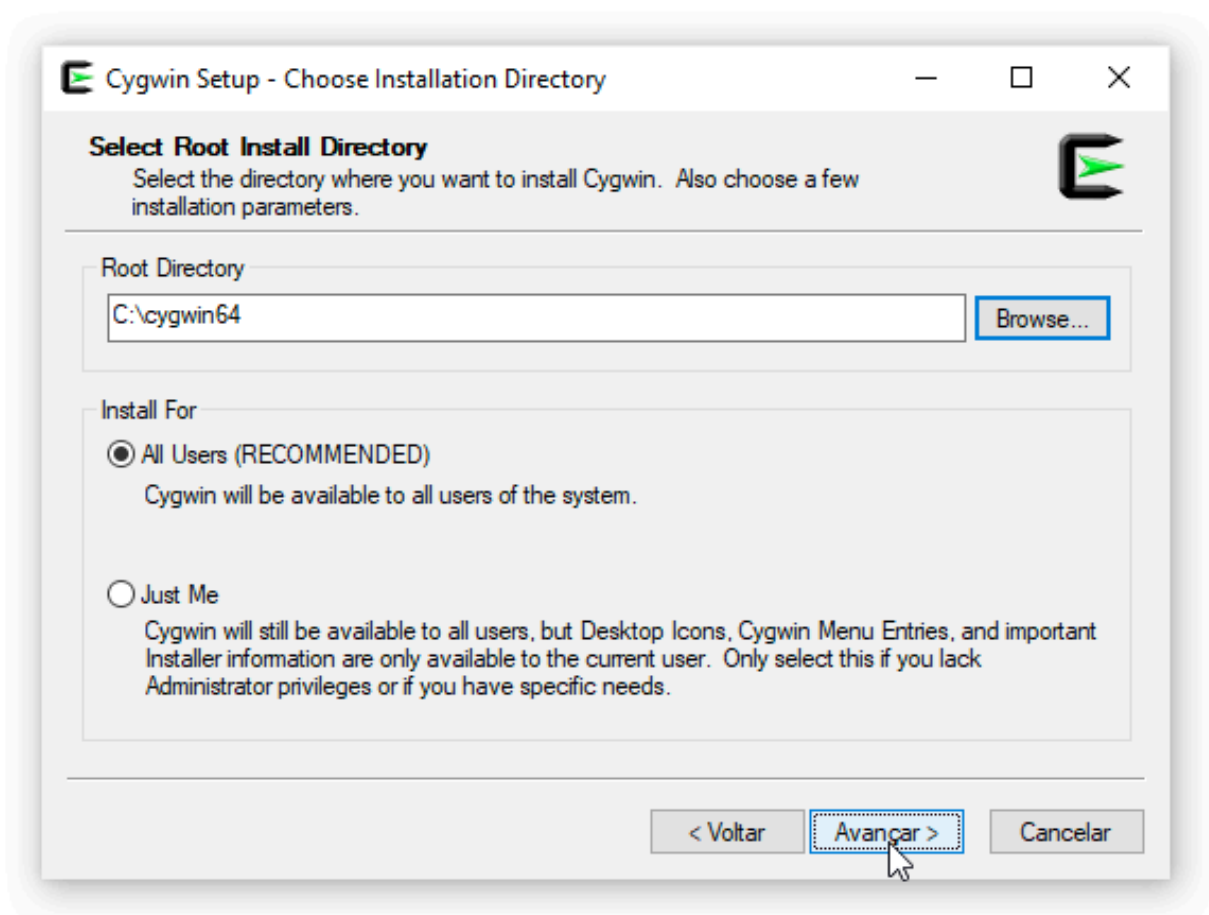 Cygwin Setup - Choose Installation Directory
Select Root Install Directory
Select the directory where you want to install Cygwin.  Also choose a few
installation parameters.
Root Directory
C:\cygwin64
Browse...
Install For
All Users (RECOMMENDED)
Cygwin will be available to all users of the system.
Just Me
Cygwin will still be available to all users, but Desktop Icons, Cygwin Menu Entries, and important
Installer information are only available to the current user.  Only select this if you lack
Administrator privileges or if you have specific needs.
< Voltar
Avançar >
Cancelar